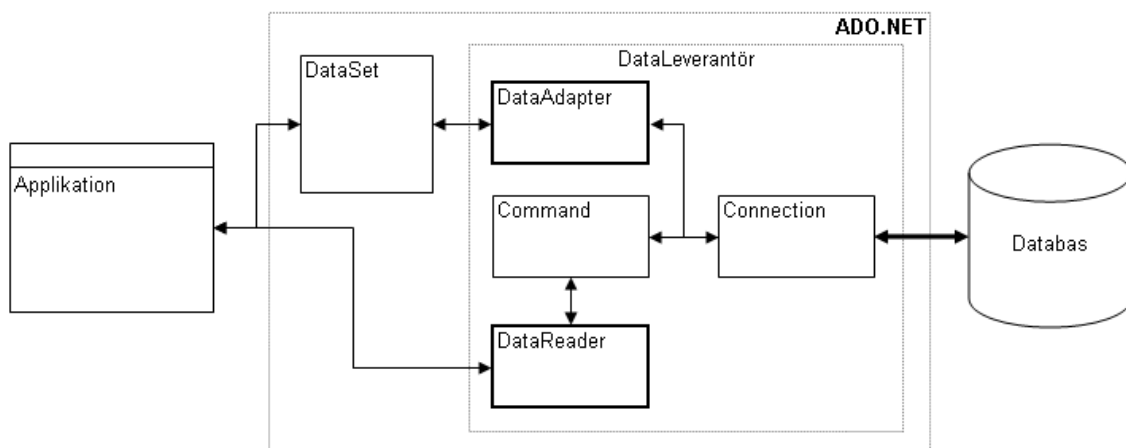 ADO.NET
DataLeverantör
DataSet
DataAdapter
Applikation
Command
Connection
Databas
DataReader